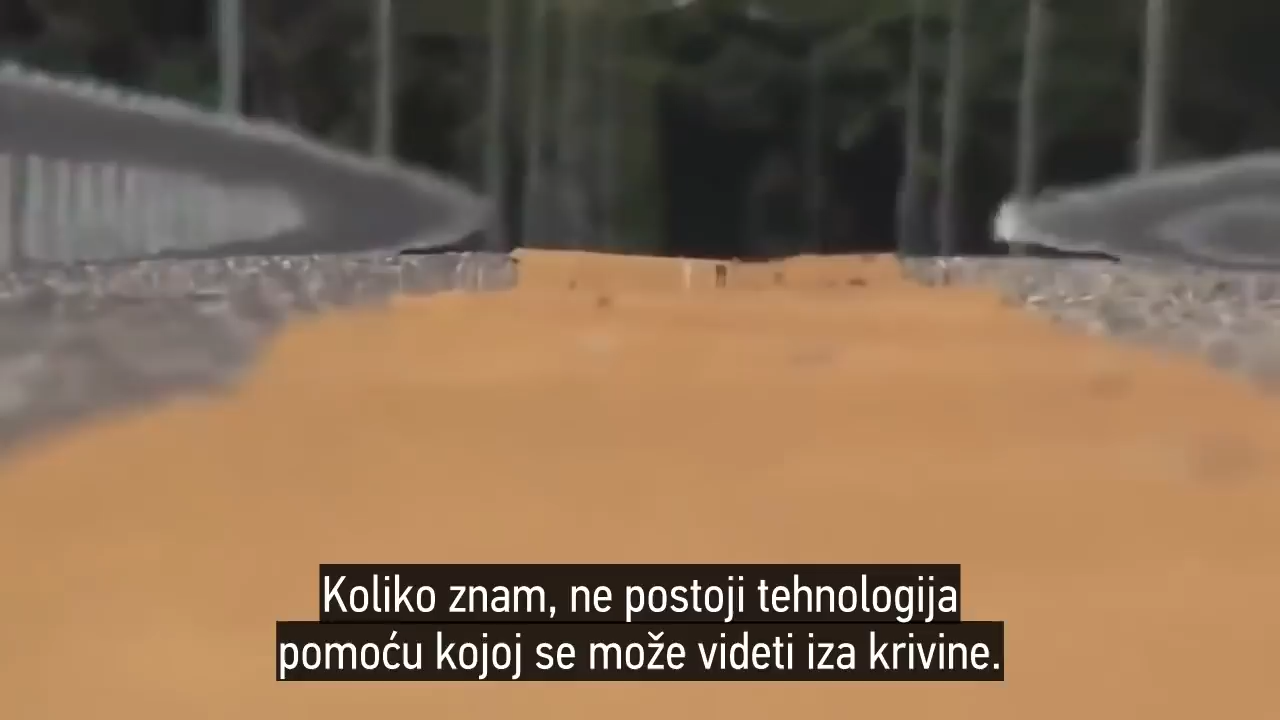 Koliko znam, ne postoji tehnologija
pomoću kojoj se može videti iza krivine.